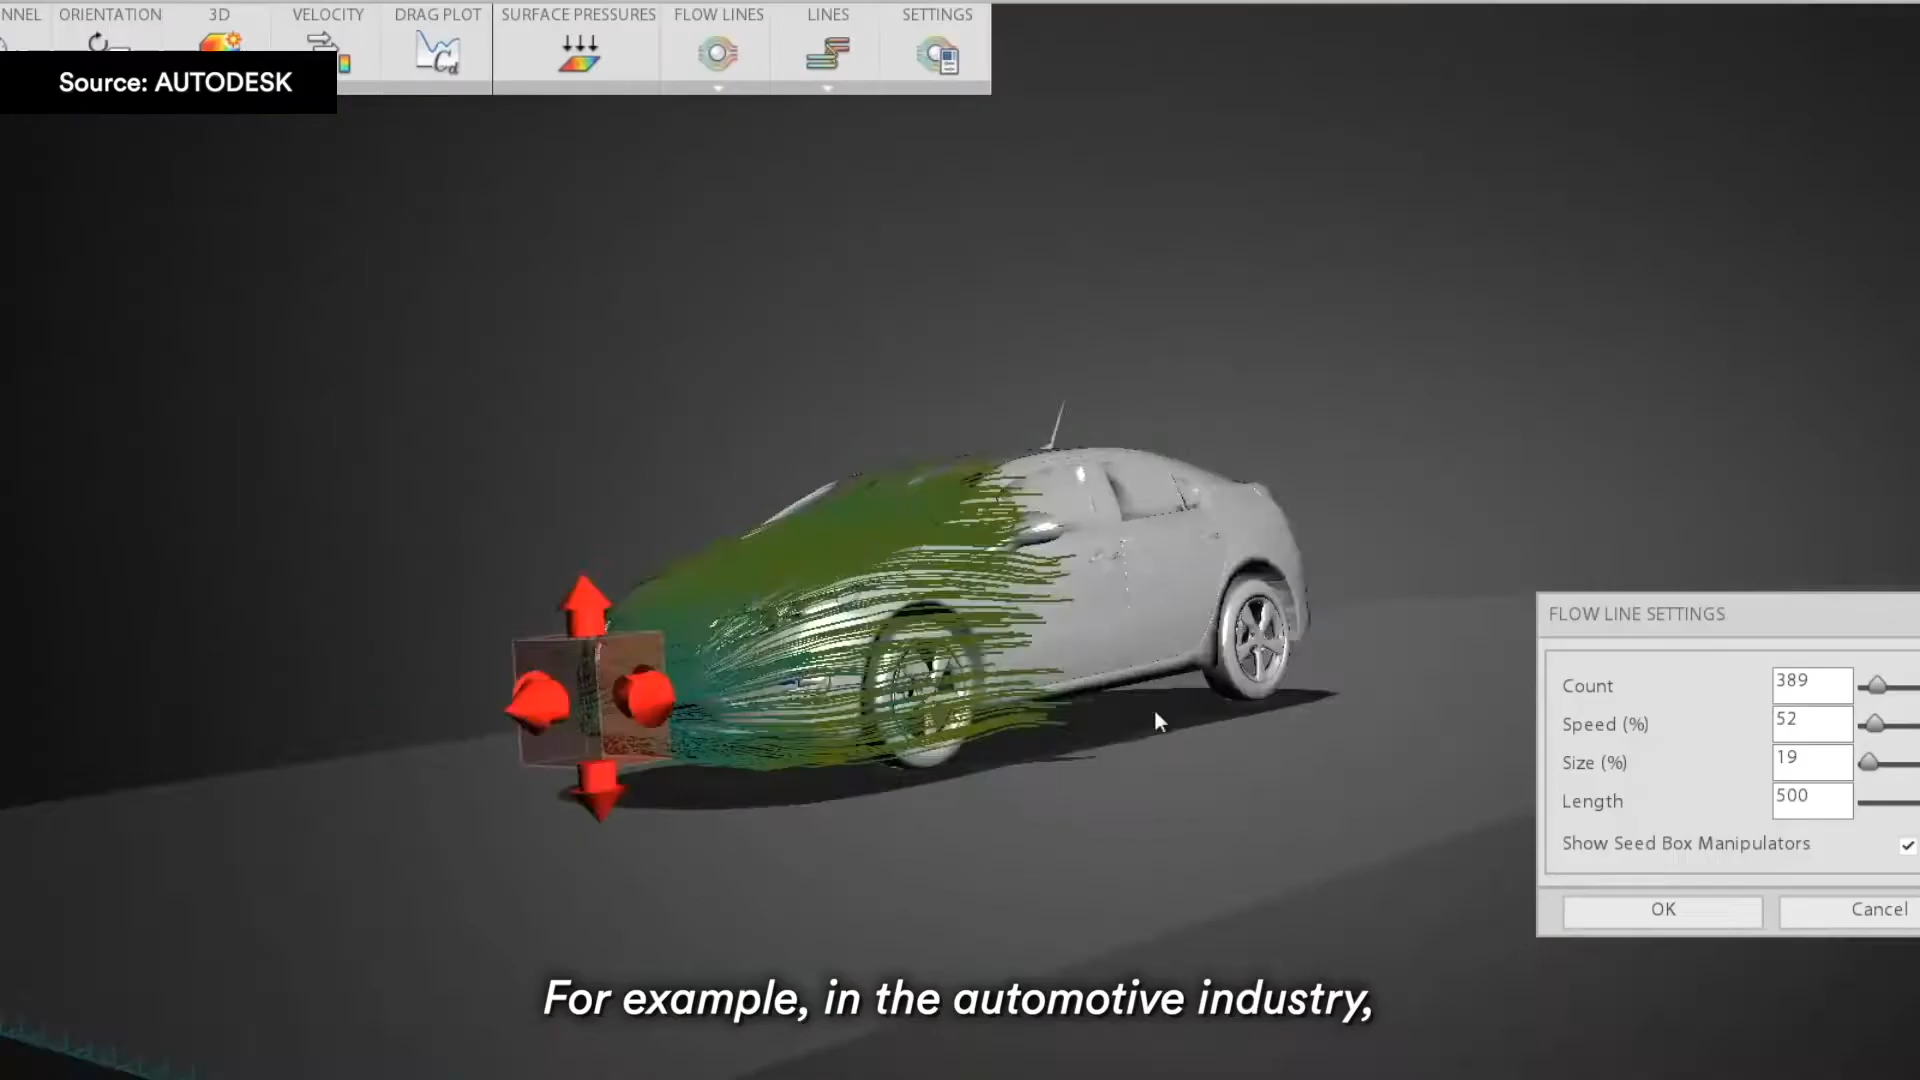 NNEL ORIENTATION 3D VELOCITY DRAG PLOT SURFACE PRESSURES FLOW LINES LINES SETTINGS
Cd
Source: AUTODESK
FLOW LINE SETTINGS
Count 389
Speed (%) 52
Size (%) 19
Length 500
Show Seed Box Manipulators
OK Cancel
For example, in the automotive industry,